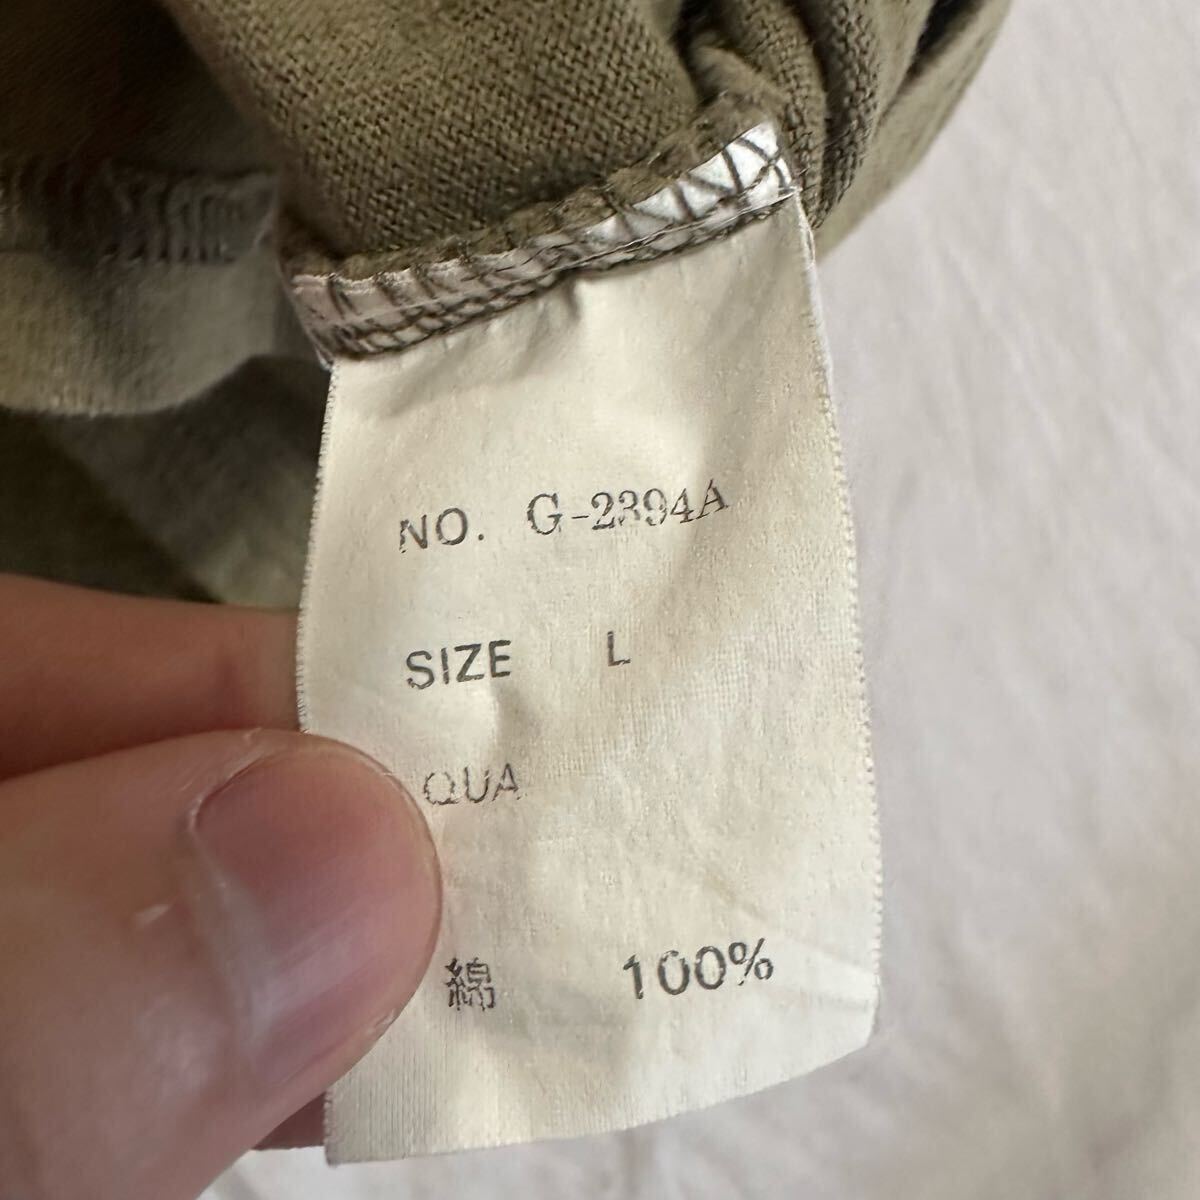 NO. G-2394A
SIZE L
QUA
綿 100%